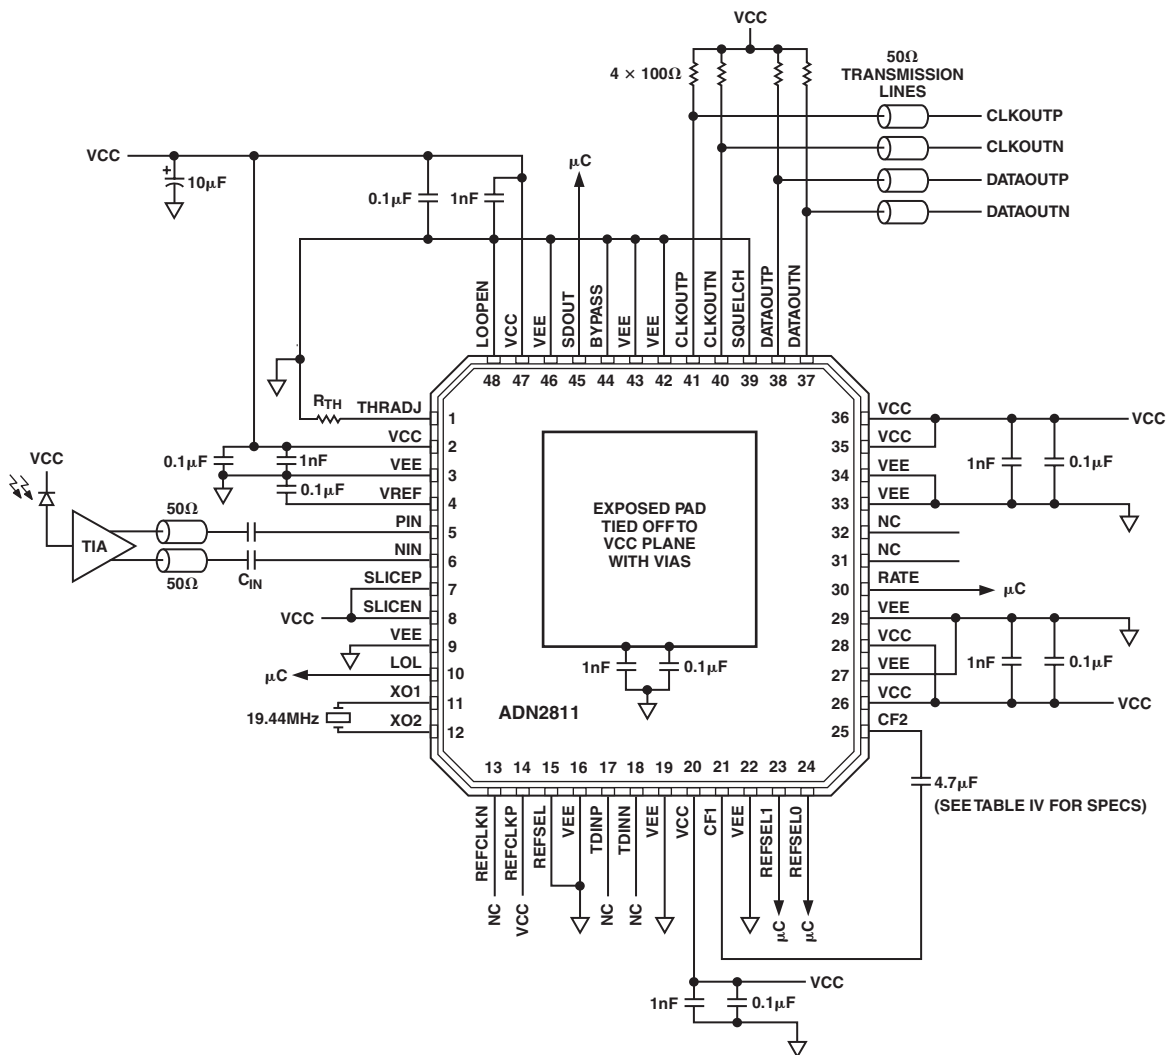 VCC
50Ω
TRANSMISSION
LINES
4 × 100Ω
CLKOUTP
CLKOUTN
DATAOUTP
DATAOUTN
VCC
+
10µF
0.1µF
1nF
µC
LOOPEN
VCC
VEE
SDOUT
BYPASS
VEE
VEE
CLKOUTP
CLKOUTN
SQUELCH
DATAOUTP
DATAOUTN
48
47
46
45
44
43
42
41
40
39
38
37
RTH
THRADJ
1
VCC
2
0.1µF
1nF
VEE
3
0.1µF
VREF
4
VCC
50Ω
PIN
5
TIA
NIN
6
50Ω
CIN
SLICEP
7
VCC
SLICEN
8
VEE
9
µC
LOL
10
XO1
11
19.44MHz
XO2
12
EXPOSED PAD
TIED OFF TO
VCC PLANE
WITH VIAS
1nF
0.1µF
ADN2811
36
VCC
VCC
35
VCC
34
VEE
1nF
0.1µF
33
VEE
32
NC
31
NC
30
RATE
µC
29
VEE
28
VCC
1nF
0.1µF
27
VEE
26
VCC
VCC
25
CF2
4.7µF
(SEE TABLE IV FOR SPECS)
13
14
15
16
17
18
19
20
21
22
23
24
REFCLKN
REFCLKP
REFSEL
VEE
TDINP
TDINN
VEE
VCC
CF1
VEE
REFSEL1
REFSEL0
NC
VCC
NC
NC
µC
µC
VCC
1nF
0.1µF